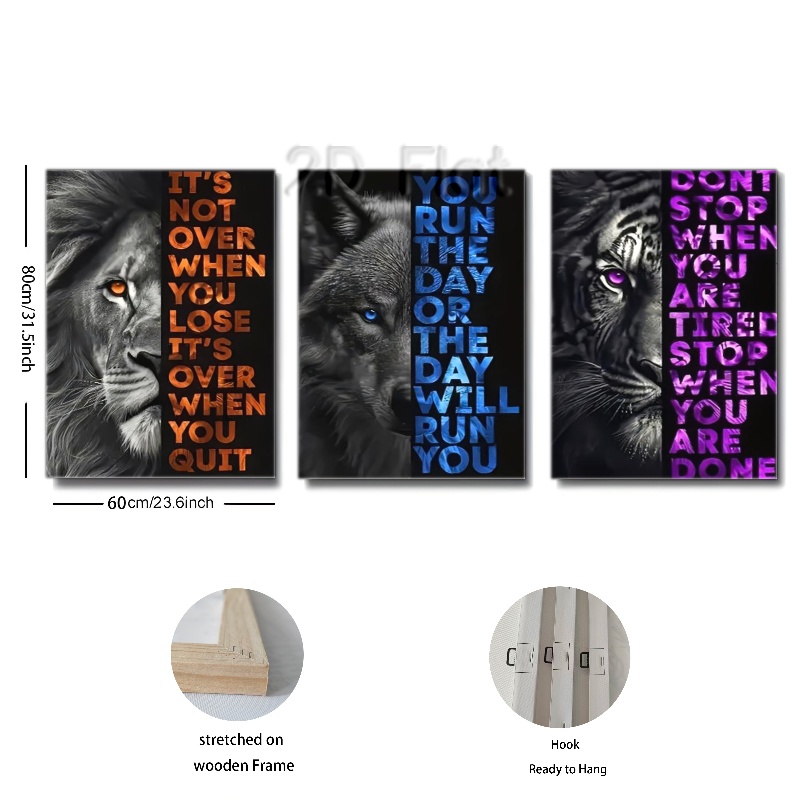 2D Flat
IT'S
NOT
OVER
WHEN
YOU
LOSE
IT'S
OVER
WHEN
YOU
QUIT
YOU
RUN
THE
DAY
OR
THE
DAY
WILL
RUN
YOU
DONT
STOP
WHEN
YOU
ARE
TIRED
STOP
WHEN
YOU
ARE
DONE
80cm/31.5inch
60cm/23.6inch
stretched on
wooden Frame
Hook
Ready to Hang